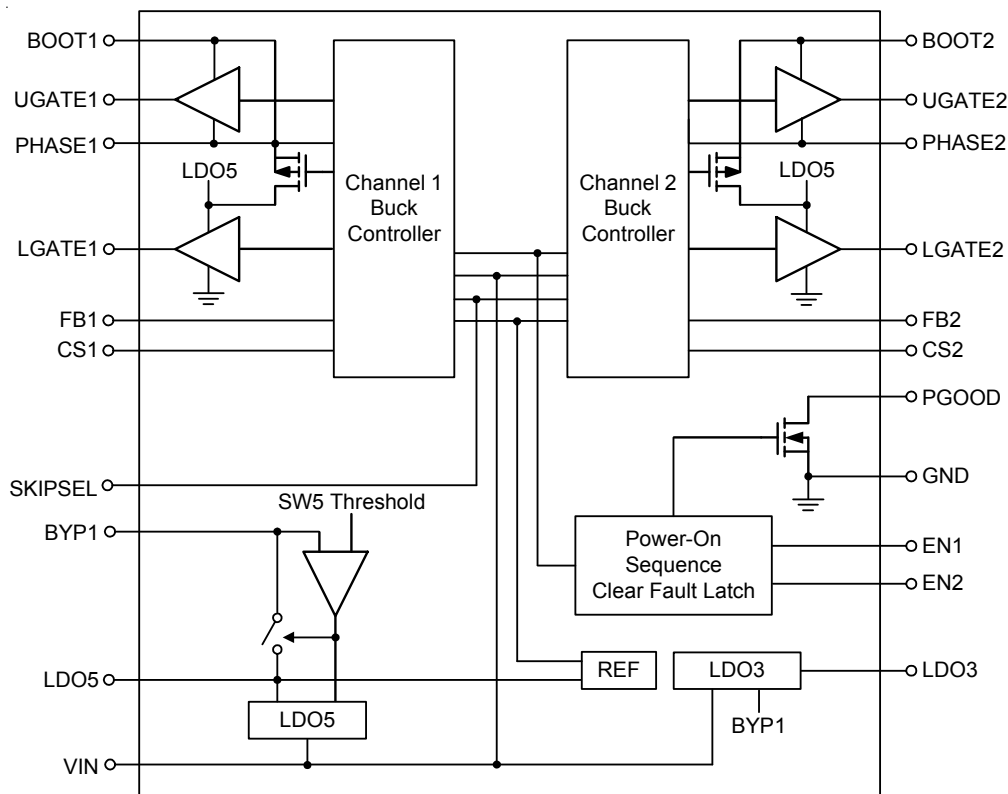 BOOT1
BOOT2
UGATE1
UGATE2
PHASE1
PHASE2
LDO5
LDO5
Channel 1
Buck
Controller
Channel 2
Buck
Controller
LGATE1
LGATE2
FB1
FB2
CS1
CS2
PGOOD
GND
SKIPSEL
SW5 Threshold
BYP1
Power-On
Sequence
Clear Fault Latch
EN1
EN2
LDO5
REF
LDO3
LDO3
LDO5
BYP1
VIN